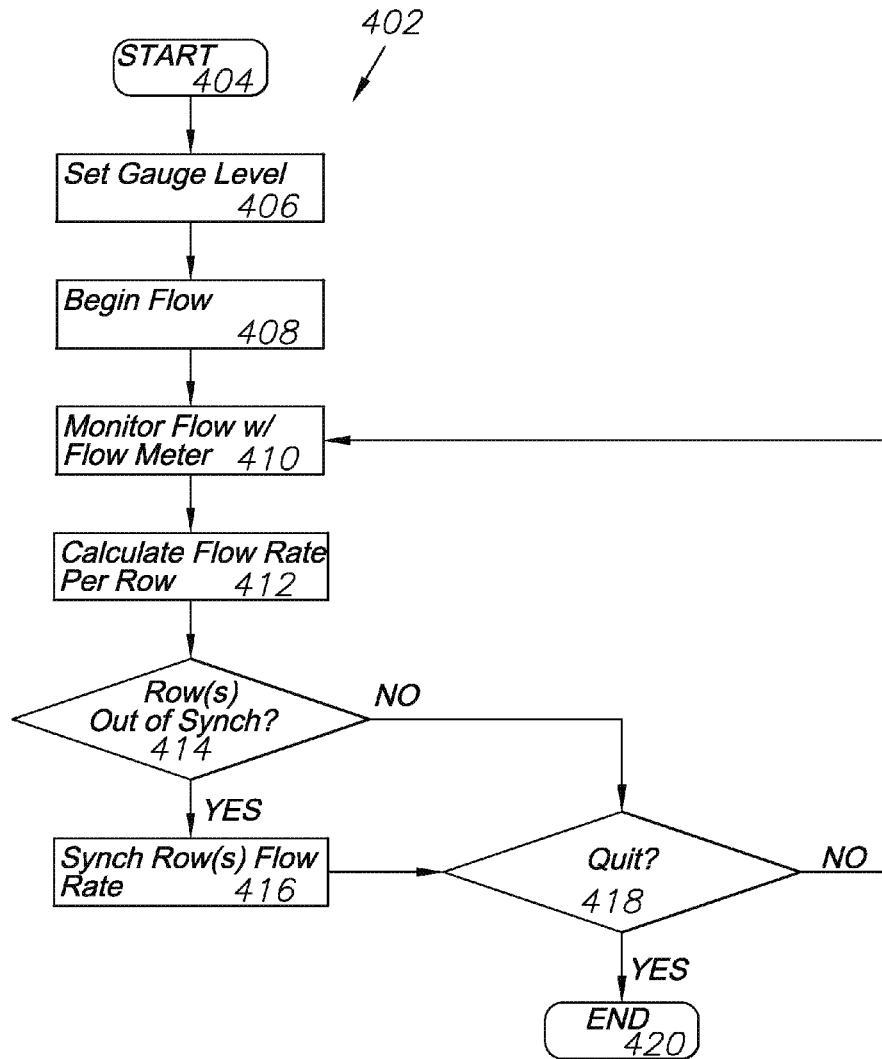 402
START
404
Set Gauge Level
406
Begin Flow
408
Monitor Flow w/
Flow Meter 410
Calculate Flow Rate
Per Row 412
Row(s)
Out of Synch?
414
NO
YES
Synch Row(s) Flow
Rate 416
Quit?
418
NO
YES
END
420